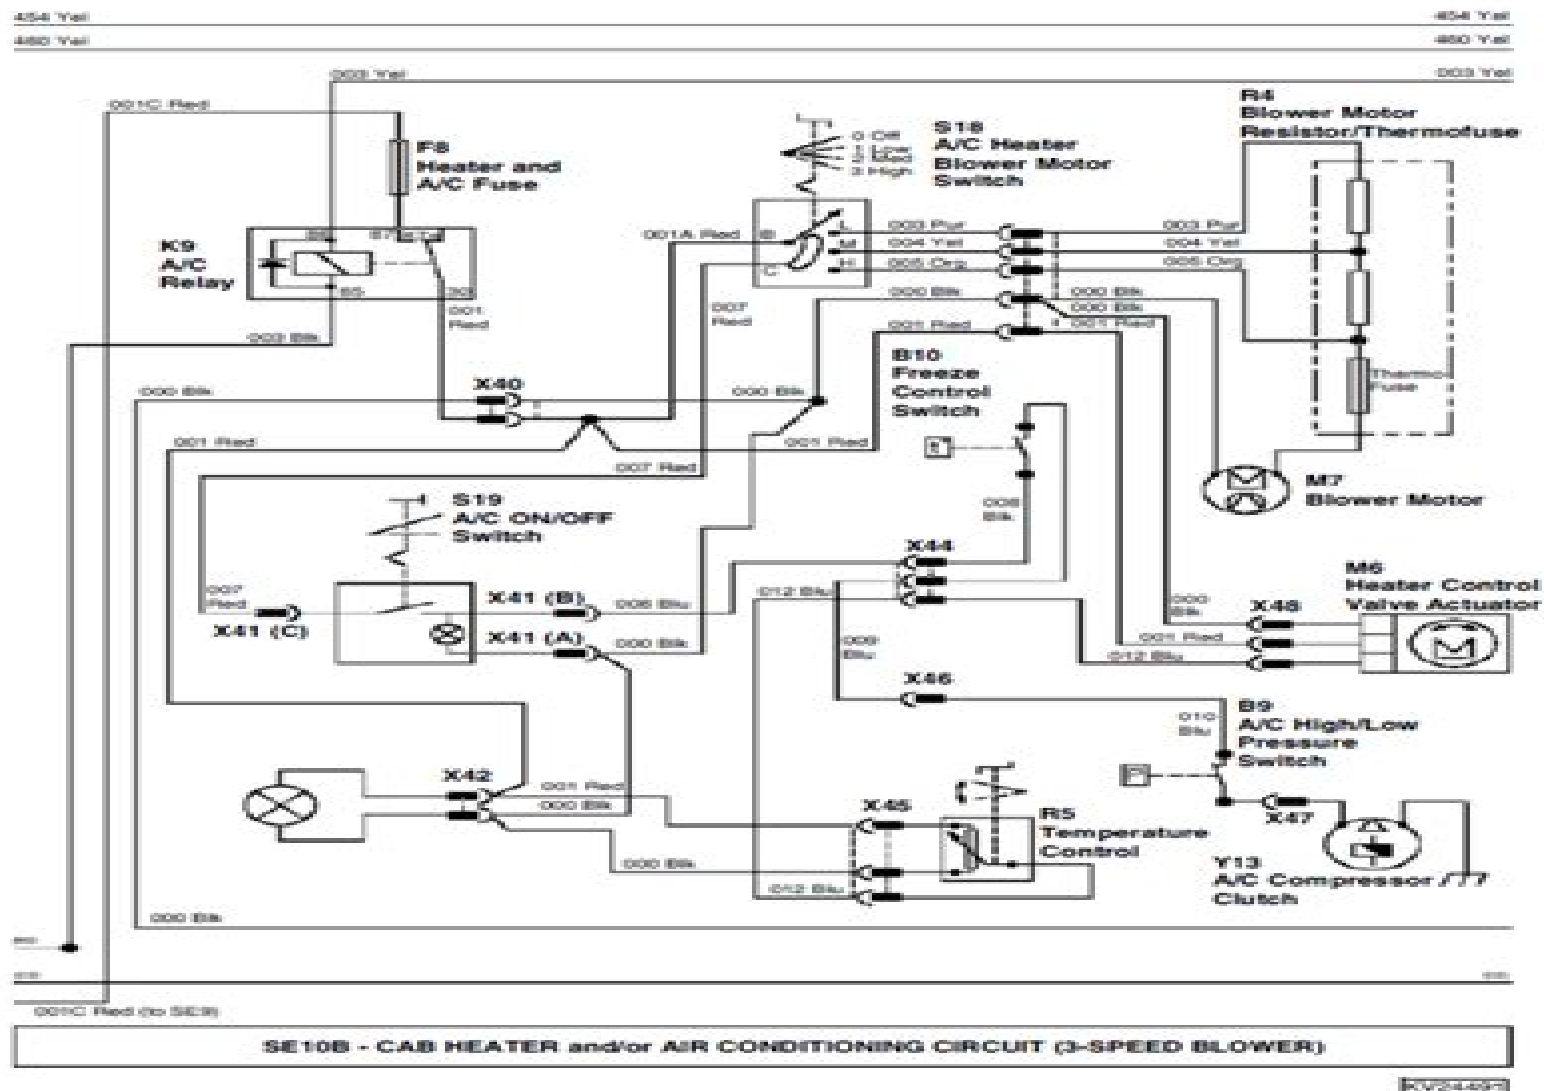 454 Yel
454 Yel
460 Yel
460 Yel
003 Yel
003 Yel
001C Red
R4
Blower Motor
Resistor/Thermofuse
F8
Heater and
A/C Fuse
0 Off
1 Low
2 Med
3 High
S18
A/C Heater
Blower Motor
Switch
K9
A/C
Relay
86
87
85
30
001
Red
001A Red
B
C
L
M
H
003 Pur
004 Yel
005 Org
000 Blk
001 Red
003 Pur
004 Yel
005 Org
000 Blk
000 Blk
001 Red
007
Red
003 Blk
B10
Freeze
Control
Switch
Thermo
Fuse
000 Blk
X40
000 Blk
001 Red
001 Red
007 Red
M7
Blower Motor
S19
A/C ON/OFF
Switch
008
Blk
X44
M6
Heater Control
Valve Actuator
007
Red
X41 (C)
X41 (B)
006 Blu
X41 (A)
000 Blk
012 Blu
009
Blu
000
Blk
X48
001 Red
012 Blu
X46
010
Blu
B9
A/C High/Low
Pressure
Switch
P
X42
001 Red
000 Blk
X45
R5
Temperature
Control
X47
000 Blk
012 Blu
Y13
A/C Compressor
Clutch
000 Blk
001C Red (to SE9)
SE10B - CAB HEATER and/or AIR CONDITIONING CIRCUIT (3-SPEED BLOWER)